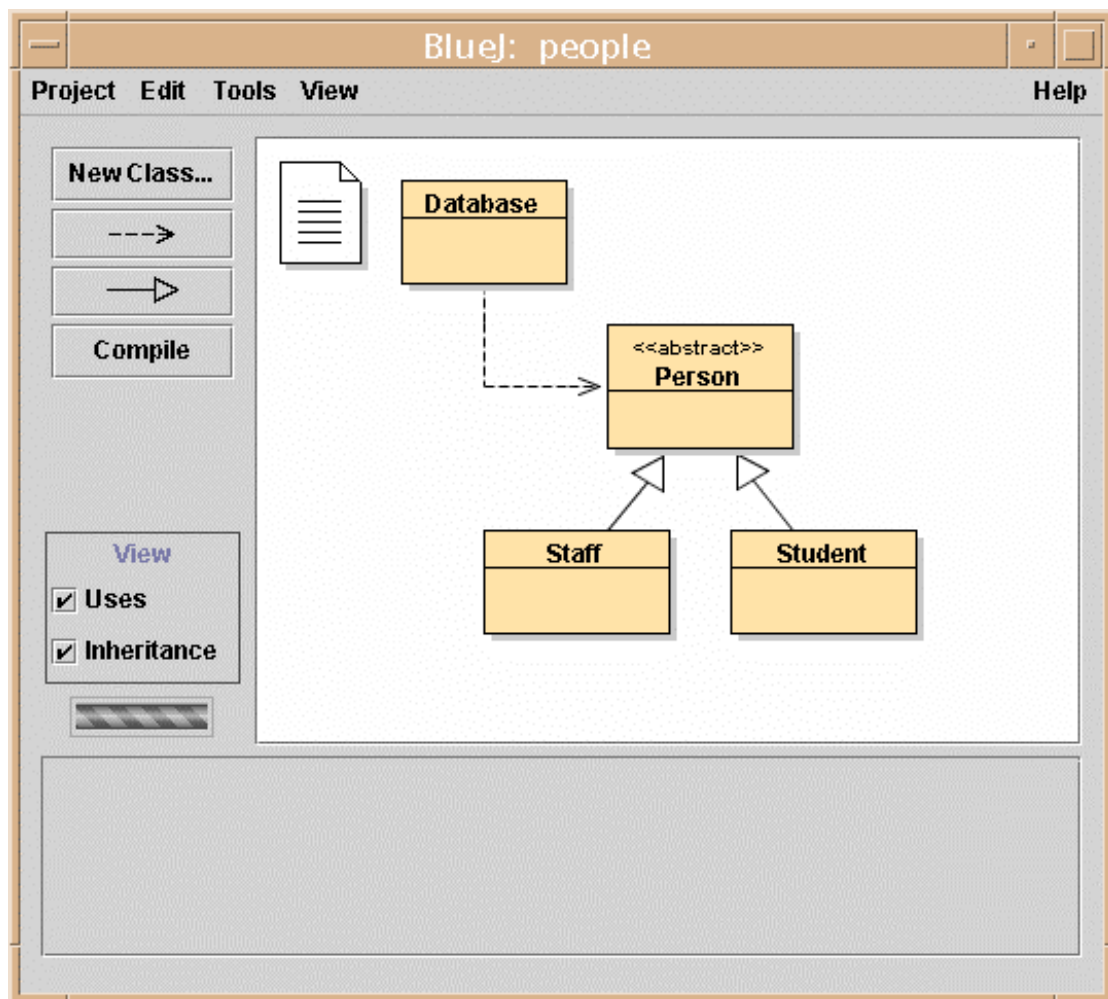 BlueJ: people
Project Edit Tools View Help
New Class...
Compile
View
Uses
Inheritance
Database
<<abstract>>
Person
Staff
Student